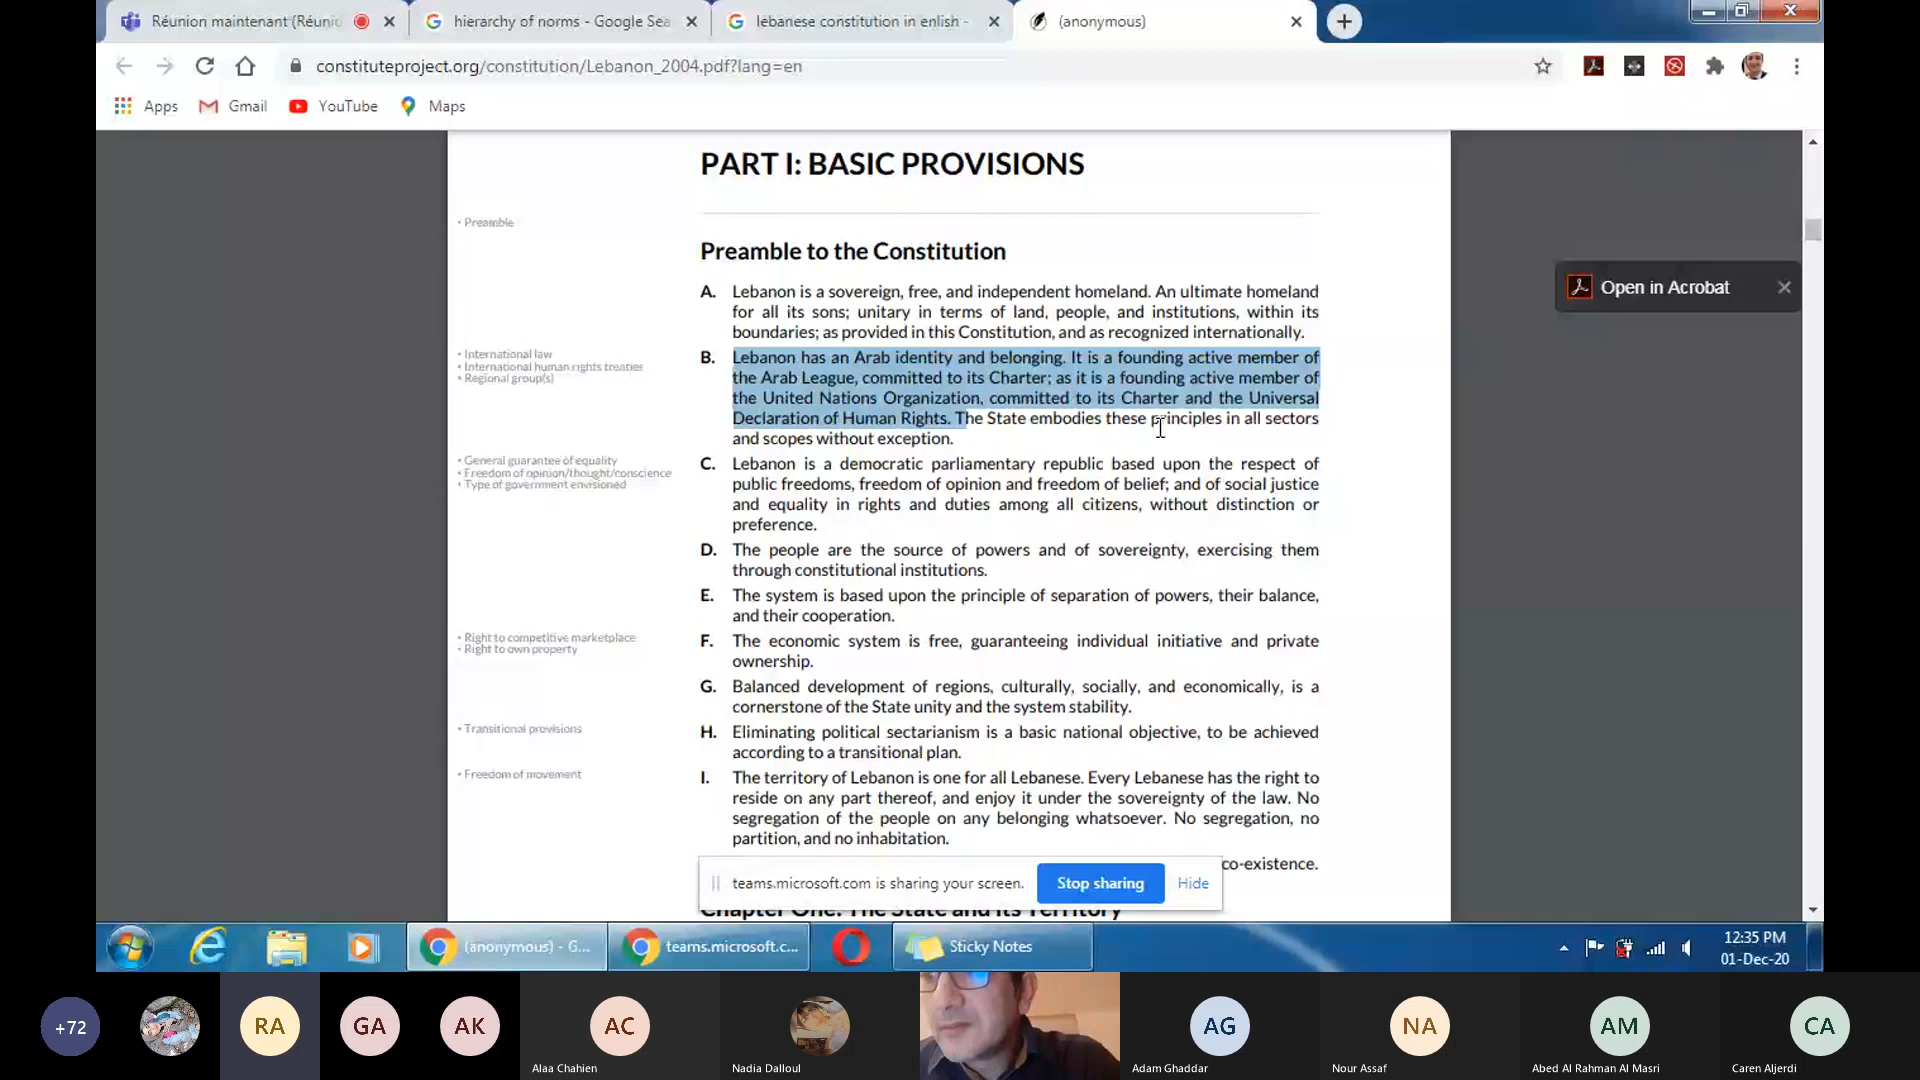 Réunion maintenant (Réunio
hierarchy of norms - Google Sea
lebanese constitution in enlish -
(anonymous)
constituteproject.org/constitution/Lebanon_2004.pdf?lang=en
Apps
Gmail
YouTube
Maps
PART I: BASIC PROVISIONS
• Preamble
Preamble to the Constitution
A. Lebanon is a sovereign, free, and independent homeland. An ultimate homeland
for all its sons; unitary in terms of land, people, and institutions, within its
boundaries; as provided in this Constitution, and as recognized internationally.
• International law
• International human rights treaties
• Regional group(s)
B. Lebanon has an Arab identity and belonging. It is a founding active member of
the Arab League, committed to its Charter; as it is a founding active member of
the United Nations Organization, committed to its Charter and the Universal
Declaration of Human Rights. The State embodies these principles in all sectors
and scopes without exception.
• General guarantee of equality
• Freedom of opinion/thought/conscience
• Type of government envisioned
C. Lebanon is a democratic parliamentary republic based upon the respect of
public freedoms, freedom of opinion and freedom of belief; and of social justice
and equality in rights and duties among all citizens, without distinction or
preference.
D. The people are the source of powers and of sovereignty, exercising them
through constitutional institutions.
E. The system is based upon the principle of separation of powers, their balance,
and their cooperation.
• Right to competitive marketplace
• Right to own property
F. The economic system is free, guaranteeing individual initiative and private
ownership.
G. Balanced development of regions, culturally, socially, and economically, is a
cornerstone of the State unity and the system stability.
• Transitional provisions
H. Eliminating political sectarianism is a basic national objective, to be achieved
according to a transitional plan.
• Freedom of movement
I. The territory of Lebanon is one for all Lebanese. Every Lebanese has the right to
reside on any part thereof, and enjoy it under the sovereignty of the law. No
segregation of the people on any belonging whatsoever. No segregation, no
partition, and no inhabitation.
co-existence.
Chapter One: The State and its Territory
Open in Acrobat
teams.microsoft.com is sharing your screen.
Stop sharing
Hide
(anonymous) - G...
teams.microsoft.c...
Sticky Notes
12:35 PM
01-Dec-20
+72
RA
GA
AK
AC
AG
NA
AM
CA
Alaa Chahien
Nadia Dalloul
Adam Ghaddar
Nour Assaf
Abed Al Rahman Al Masri
Caren Aljerdi